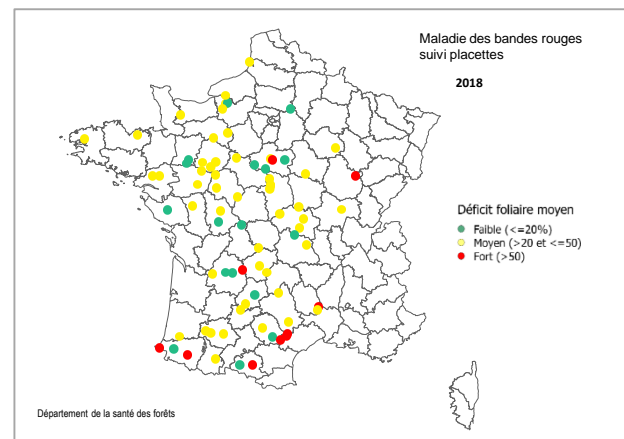 Maladie des bandes rouges
suivi placettes
2018
Déficit foliaire moyen
Faible (<=20%)
Moyen (>20 et <=50)
Fort (>50)
Département de la santé des forêts